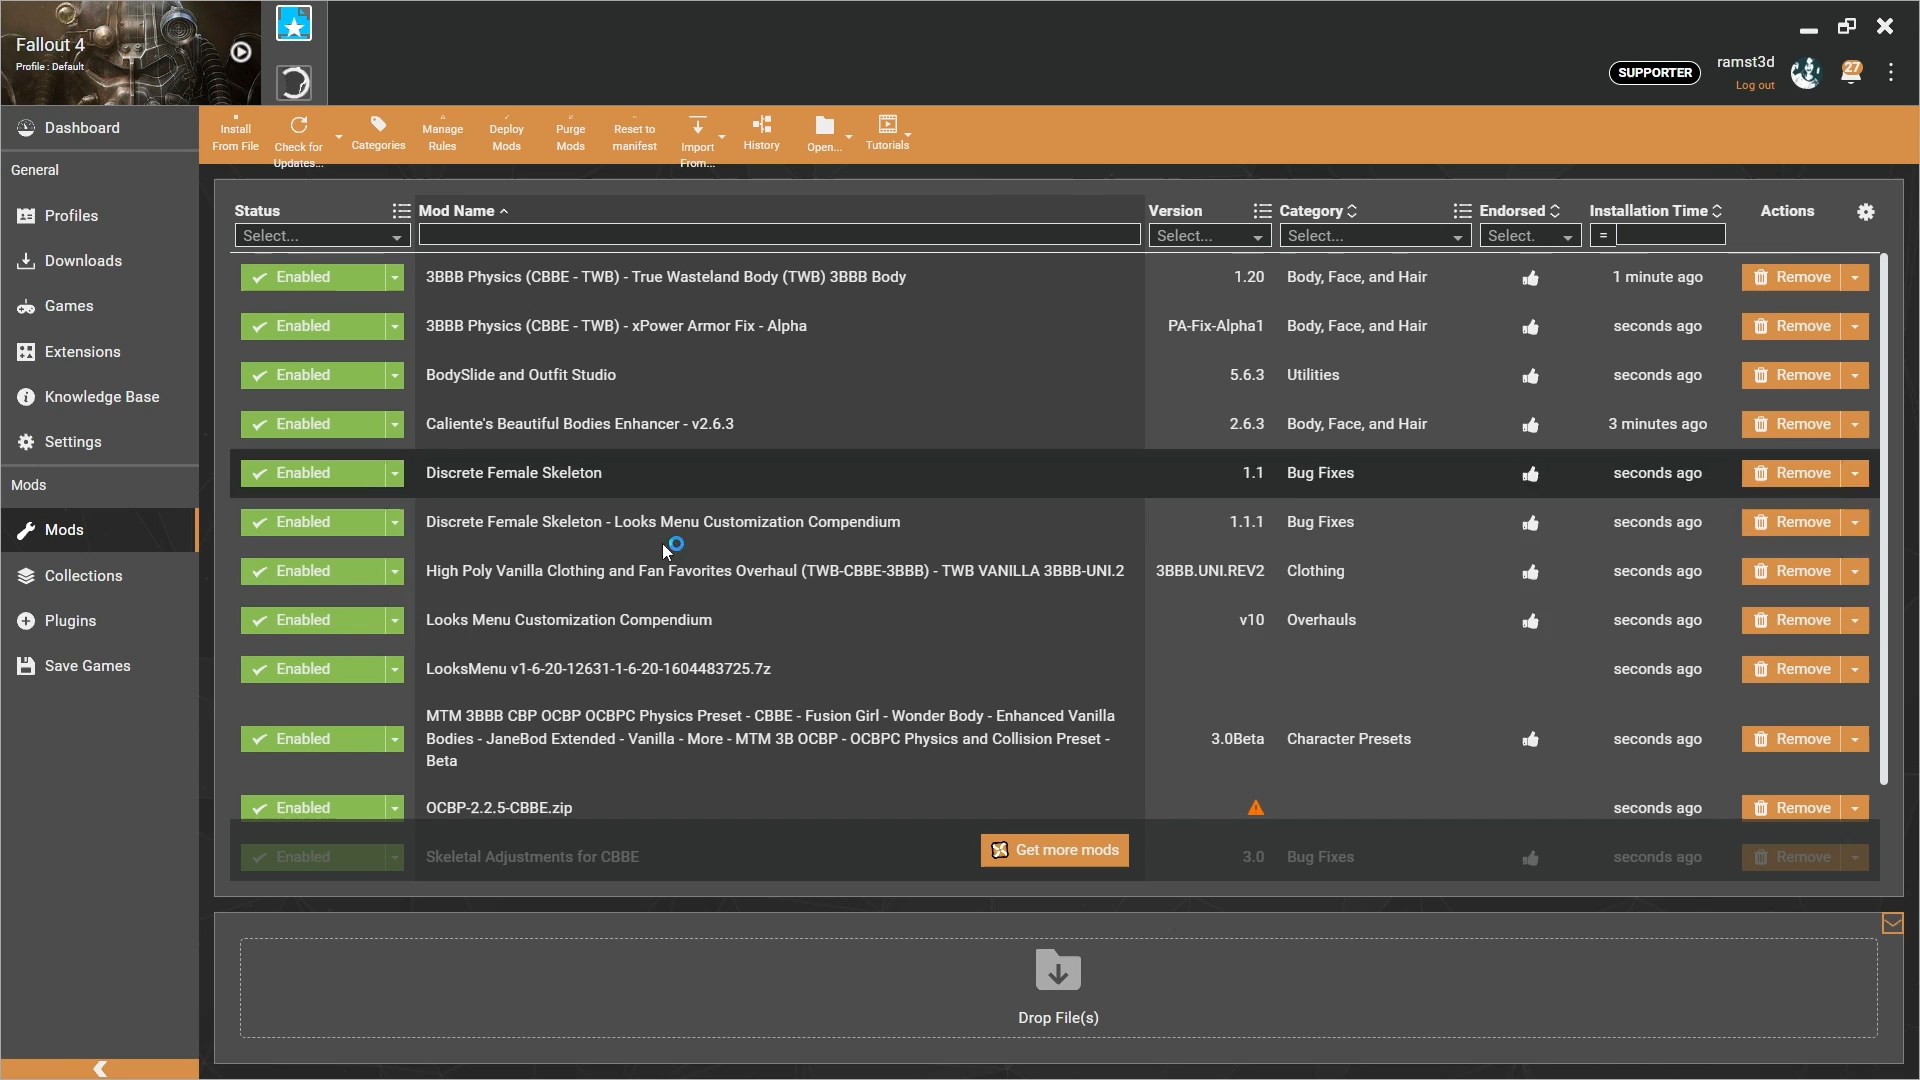 Fallout 4
Profile : Default
SUPPORTER
ramst3d
Log out
27
Dashboard
General
Profiles
Downloads
Games
Extensions
Knowledge Base
Settings
Mods
Mods
Collections
Plugins
Save Games
Install From File
Check for Updates...
Categories
Manage Rules
Deploy Mods
Purge Mods
Reset to manifest
Import From...
History
Open...
Tutorials
Status Mod Name Version Category Endorsed Installation Time Actions
Select... Select... Select... Select. =
Enabled 3BBB Physics (CBBE - TWB) - True Wasteland Body (TWB) 3BBB Body 1.20 Body, Face, and Hair 1 minute ago Remove
Enabled 3BBB Physics (CBBE - TWB) - xPower Armor Fix - Alpha PA-Fix-Alpha1 Body, Face, and Hair seconds ago Remove
Enabled BodySlide and Outfit Studio 5.6.3 Utilities seconds ago Remove
Enabled Caliente's Beautiful Bodies Enhancer - v2.6.3 2.6.3 Body, Face, and Hair 3 minutes ago Remove
Enabled Discrete Female Skeleton 1.1 Bug Fixes seconds ago Remove
Enabled Discrete Female Skeleton - Looks Menu Customization Compendium 1.1.1 Bug Fixes seconds ago Remove
Enabled High Poly Vanilla Clothing and Fan Favorites Overhaul (TWB-CBBE-3BBB) - TWB VANILLA 3BBB-UNI.2 3BBB.UNI.REV2 Clothing seconds ago Remove
Enabled Looks Menu Customization Compendium v10 Overhauls seconds ago Remove
Enabled LooksMenu v1-6-20-12631-1-6-20-1604483725.7z seconds ago Remove
MTM 3BBB CBP OCBP OCBPC Physics Preset - CBBE - Fusion Girl - Wonder Body - Enhanced Vanilla
Enabled Bodies - JaneBod Extended - Vanilla - More - MTM 3B OCBP - OCBPC Physics and Collision Preset - 3.0Beta Character Presets seconds ago Remove
Beta
Enabled OCBP-2.2.5-CBBE.zip seconds ago Remove
Enabled Skeletal Adjustments for CBBE 3.0 Bug Fixes seconds ago Remove
Get more mods
Drop File(s)